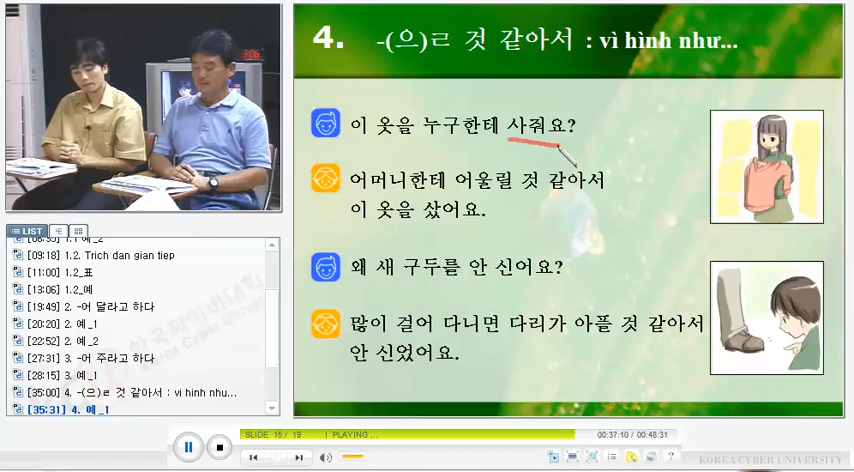 4. -(으)ㄹ 것 같아서 : vì hình như...
이 옷을 누구한테 사줘요?
어머니한테 어울릴 것 같아서
이 옷을 샀어요.
왜 새 구두를 안 신어요?
많이 걸어 다니면 다리가 아플 것 같아서
안 신었어요.
LIST
[09:18] 1.2. Trich dan gian tiep
[11:00] 1.2_표
[13:06] 1.2_예
[19:49] 2. -어 달라고 하다
[20:20] 2. 예_1
[22:52] 2. 예_2
[27:31] 3. -어 주라고 하다
[28:15] 3. 예_1
[35:00] 4. -(으)ㄹ 것 같아서 : vi hinh nhu...
[35:31] 4. 예_1
SLIDE 15 / 19 | PLAYING ...
00:37:10 / 00:48:31
KOREA CYBER UNIVERSITY